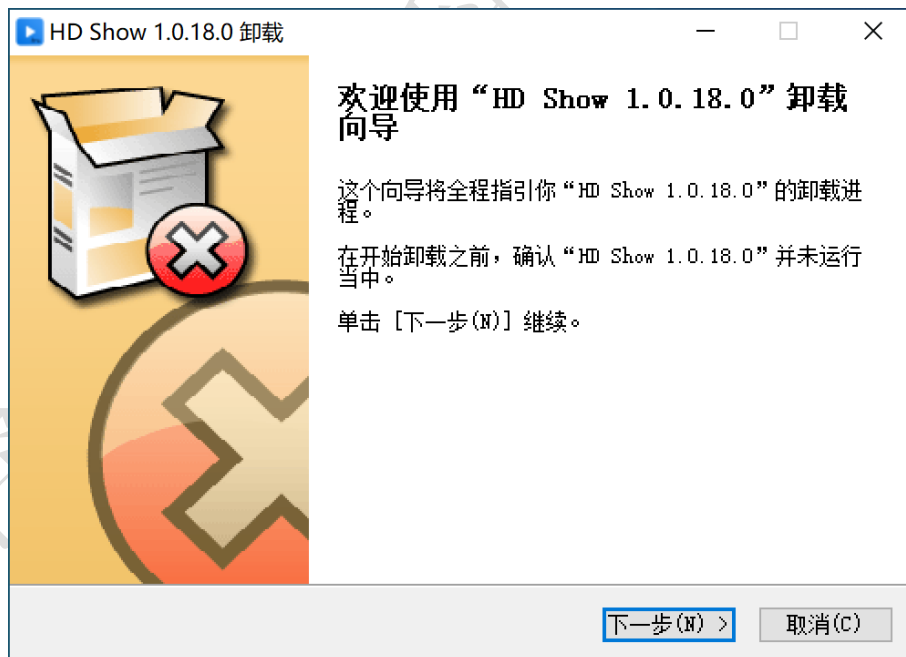 HD Show 1.0.18.0 卸载
欢迎使用“HD Show 1.0.18.0”卸载
向导
这个向导将全程指引你“HD Show 1.0.18.0”的卸载进
程。
在开始卸载之前，确认“HD Show 1.0.18.0”并未运行
当中。
单击 [下一步(N)] 继续。
下一步(N) >
取消(C)